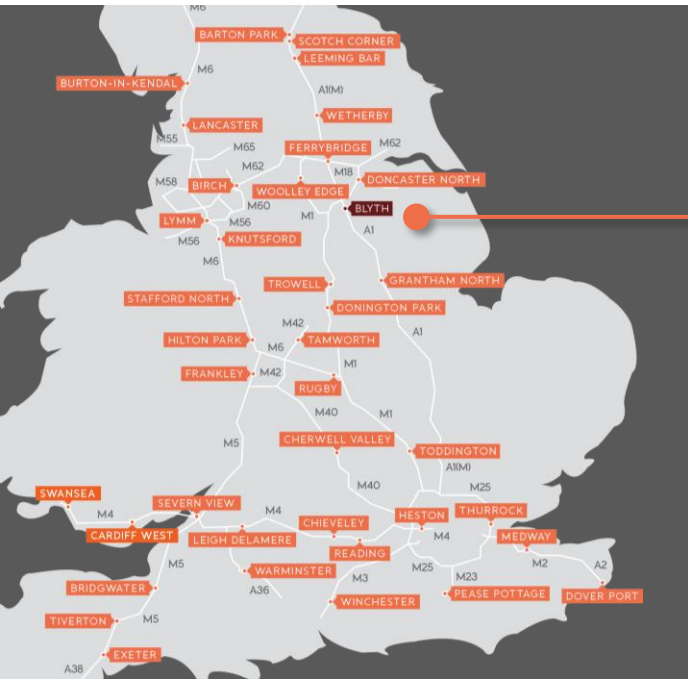 M6
BARTON PARK
SCOTCH CORNER
LEEMING BAR
M6
BURTON-IN-KENDAL
A1(M)
WETHERBY
LANCASTER
M55
M65
FERRYBRIDGE
M62
M62
M18
M58
BIRCH
WOOLLEY EDGE
DONCASTER NORTH
M60
BLYTH
LYMM
M56
M1
A1
M56
KNUTSFORD
M6
TROWELL
GRANTHAM NORTH
STAFFORD NORTH
DONINGTON PARK
M42
A1
HILTON PARK
M6
TAMWORTH
M1
FRANKLEY
M42
RUGBY
M40
M1
M5
CHERWELL VALLEY
TODDINGTON
A1(M)
M40
M25
SWANSEA
SEVERN VIEW
M4
M4
CHIEVELEY
HESTON
THURROCK
CARDIFF WEST
LEIGH DELAMERE
M4
MEDWAY
READING
M5
WARMINSTER
M3
M25
M23
M2
A2
BRIDGWATER
A36
WINCHESTER
PEASE POTTAGE
DOVER PORT
TIVERTON
M5
EXETER
A38